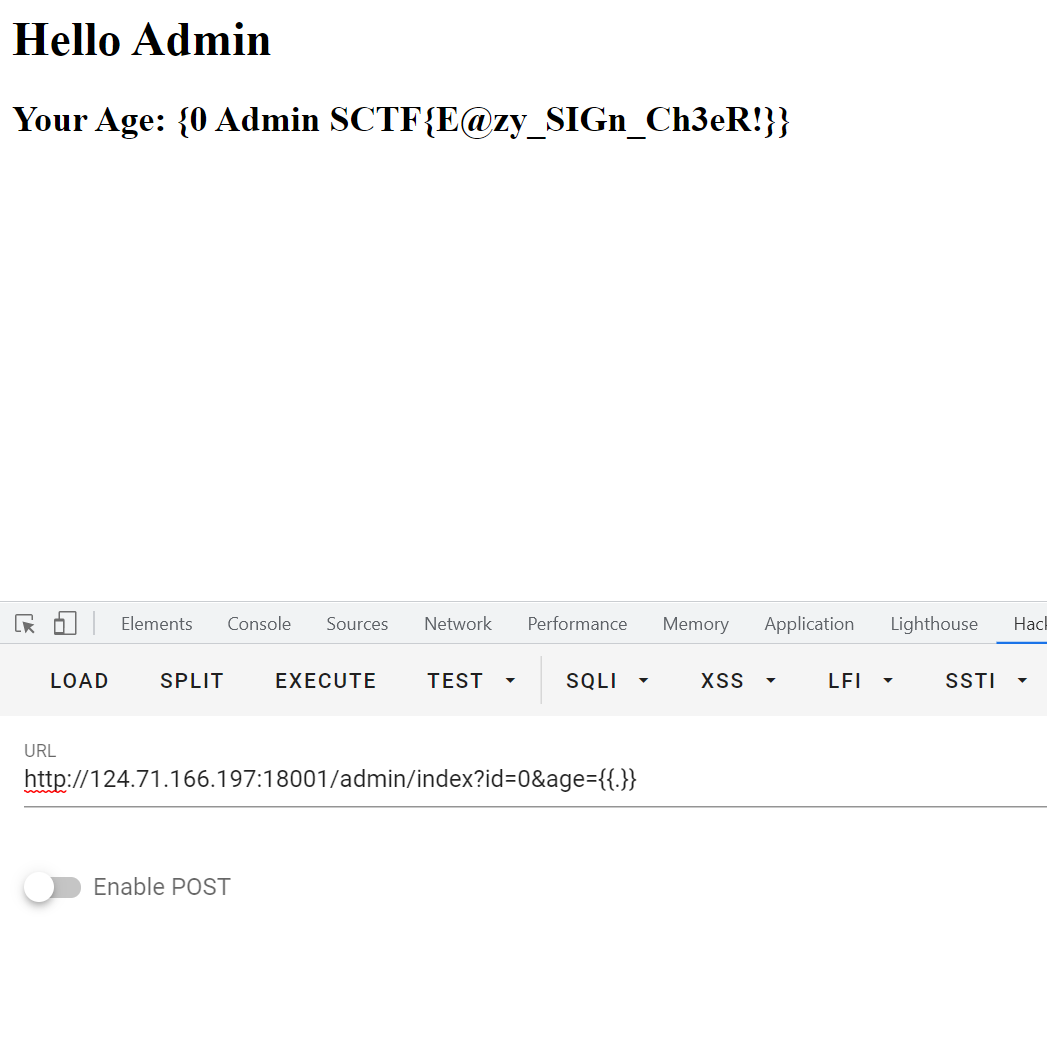 Hello Admin
Your Age: {0 Admin SCTF{E@zy_SIGn_Ch3eR!}}
Elements Console Sources Network Performance Memory Application Lighthouse Hack
LOAD SPLIT EXECUTE TEST SQLI XSS LFI SSTI
URL
http://124.71.166.197:18001/admin/index?id=0&age={{.}}
Enable POST